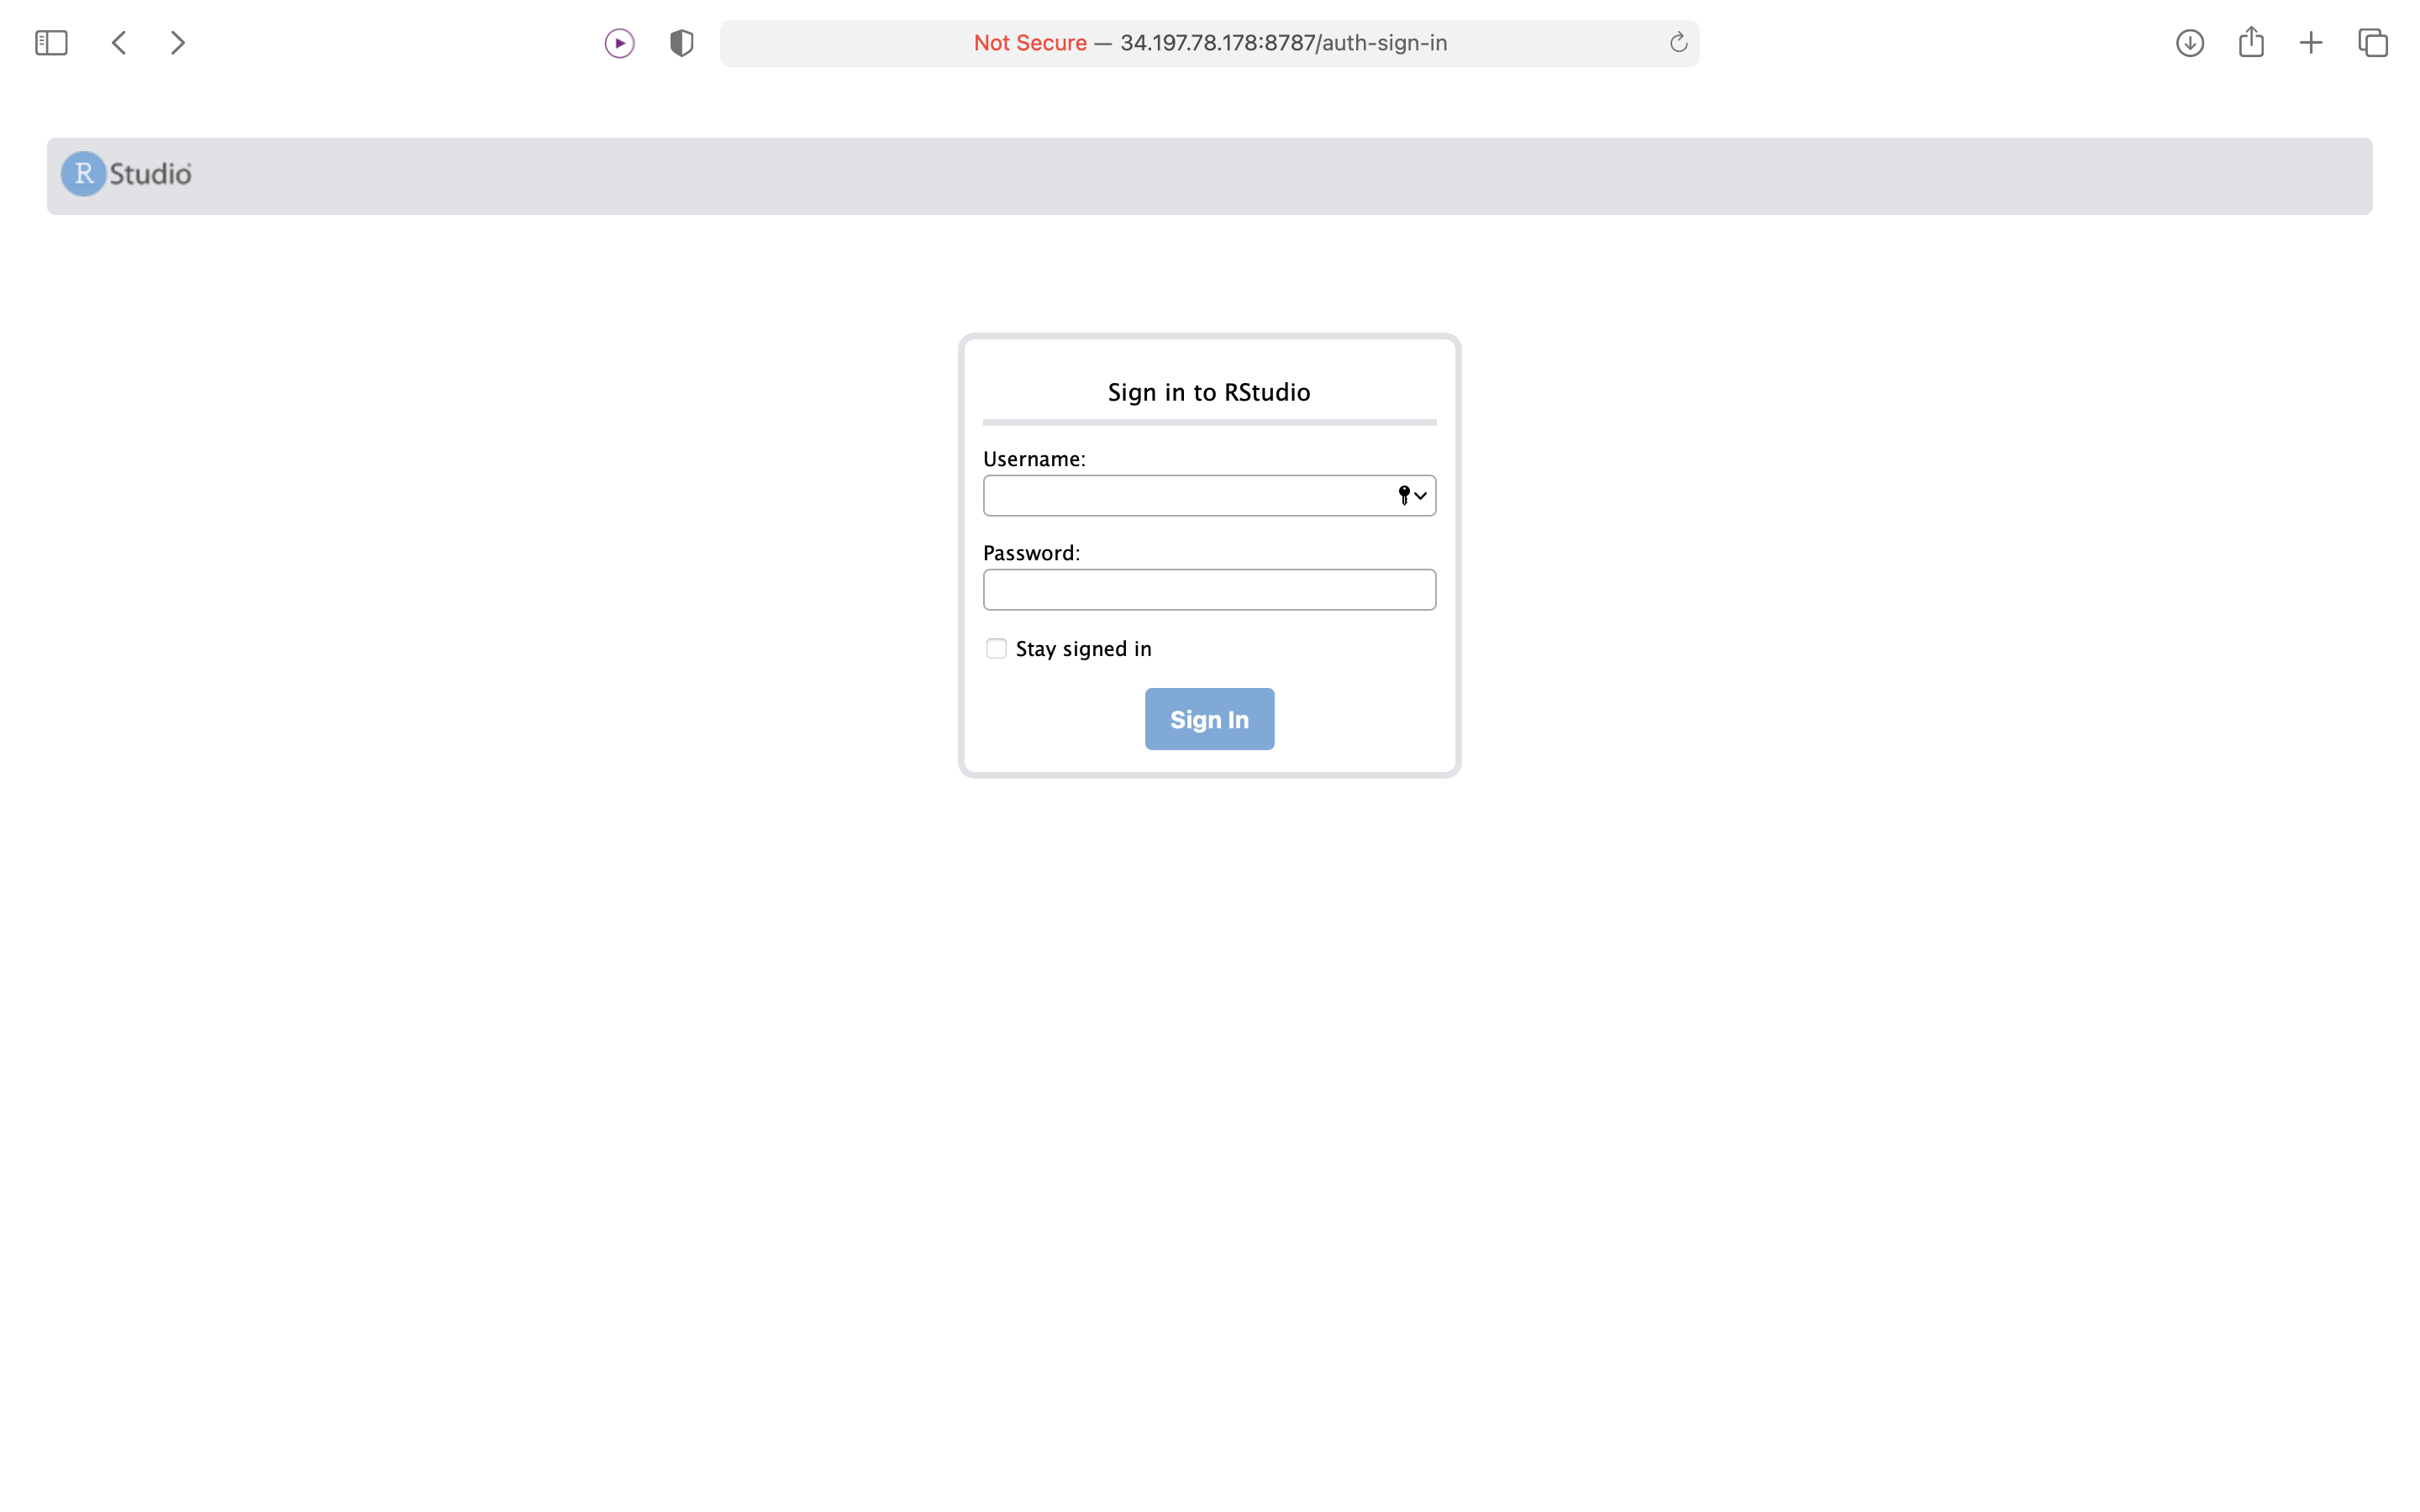 Not Secure — 34.197.78.178:8787/auth-sign-in
R Studio
Sign in to RStudio
Username:
Password:
Stay signed in
Sign In